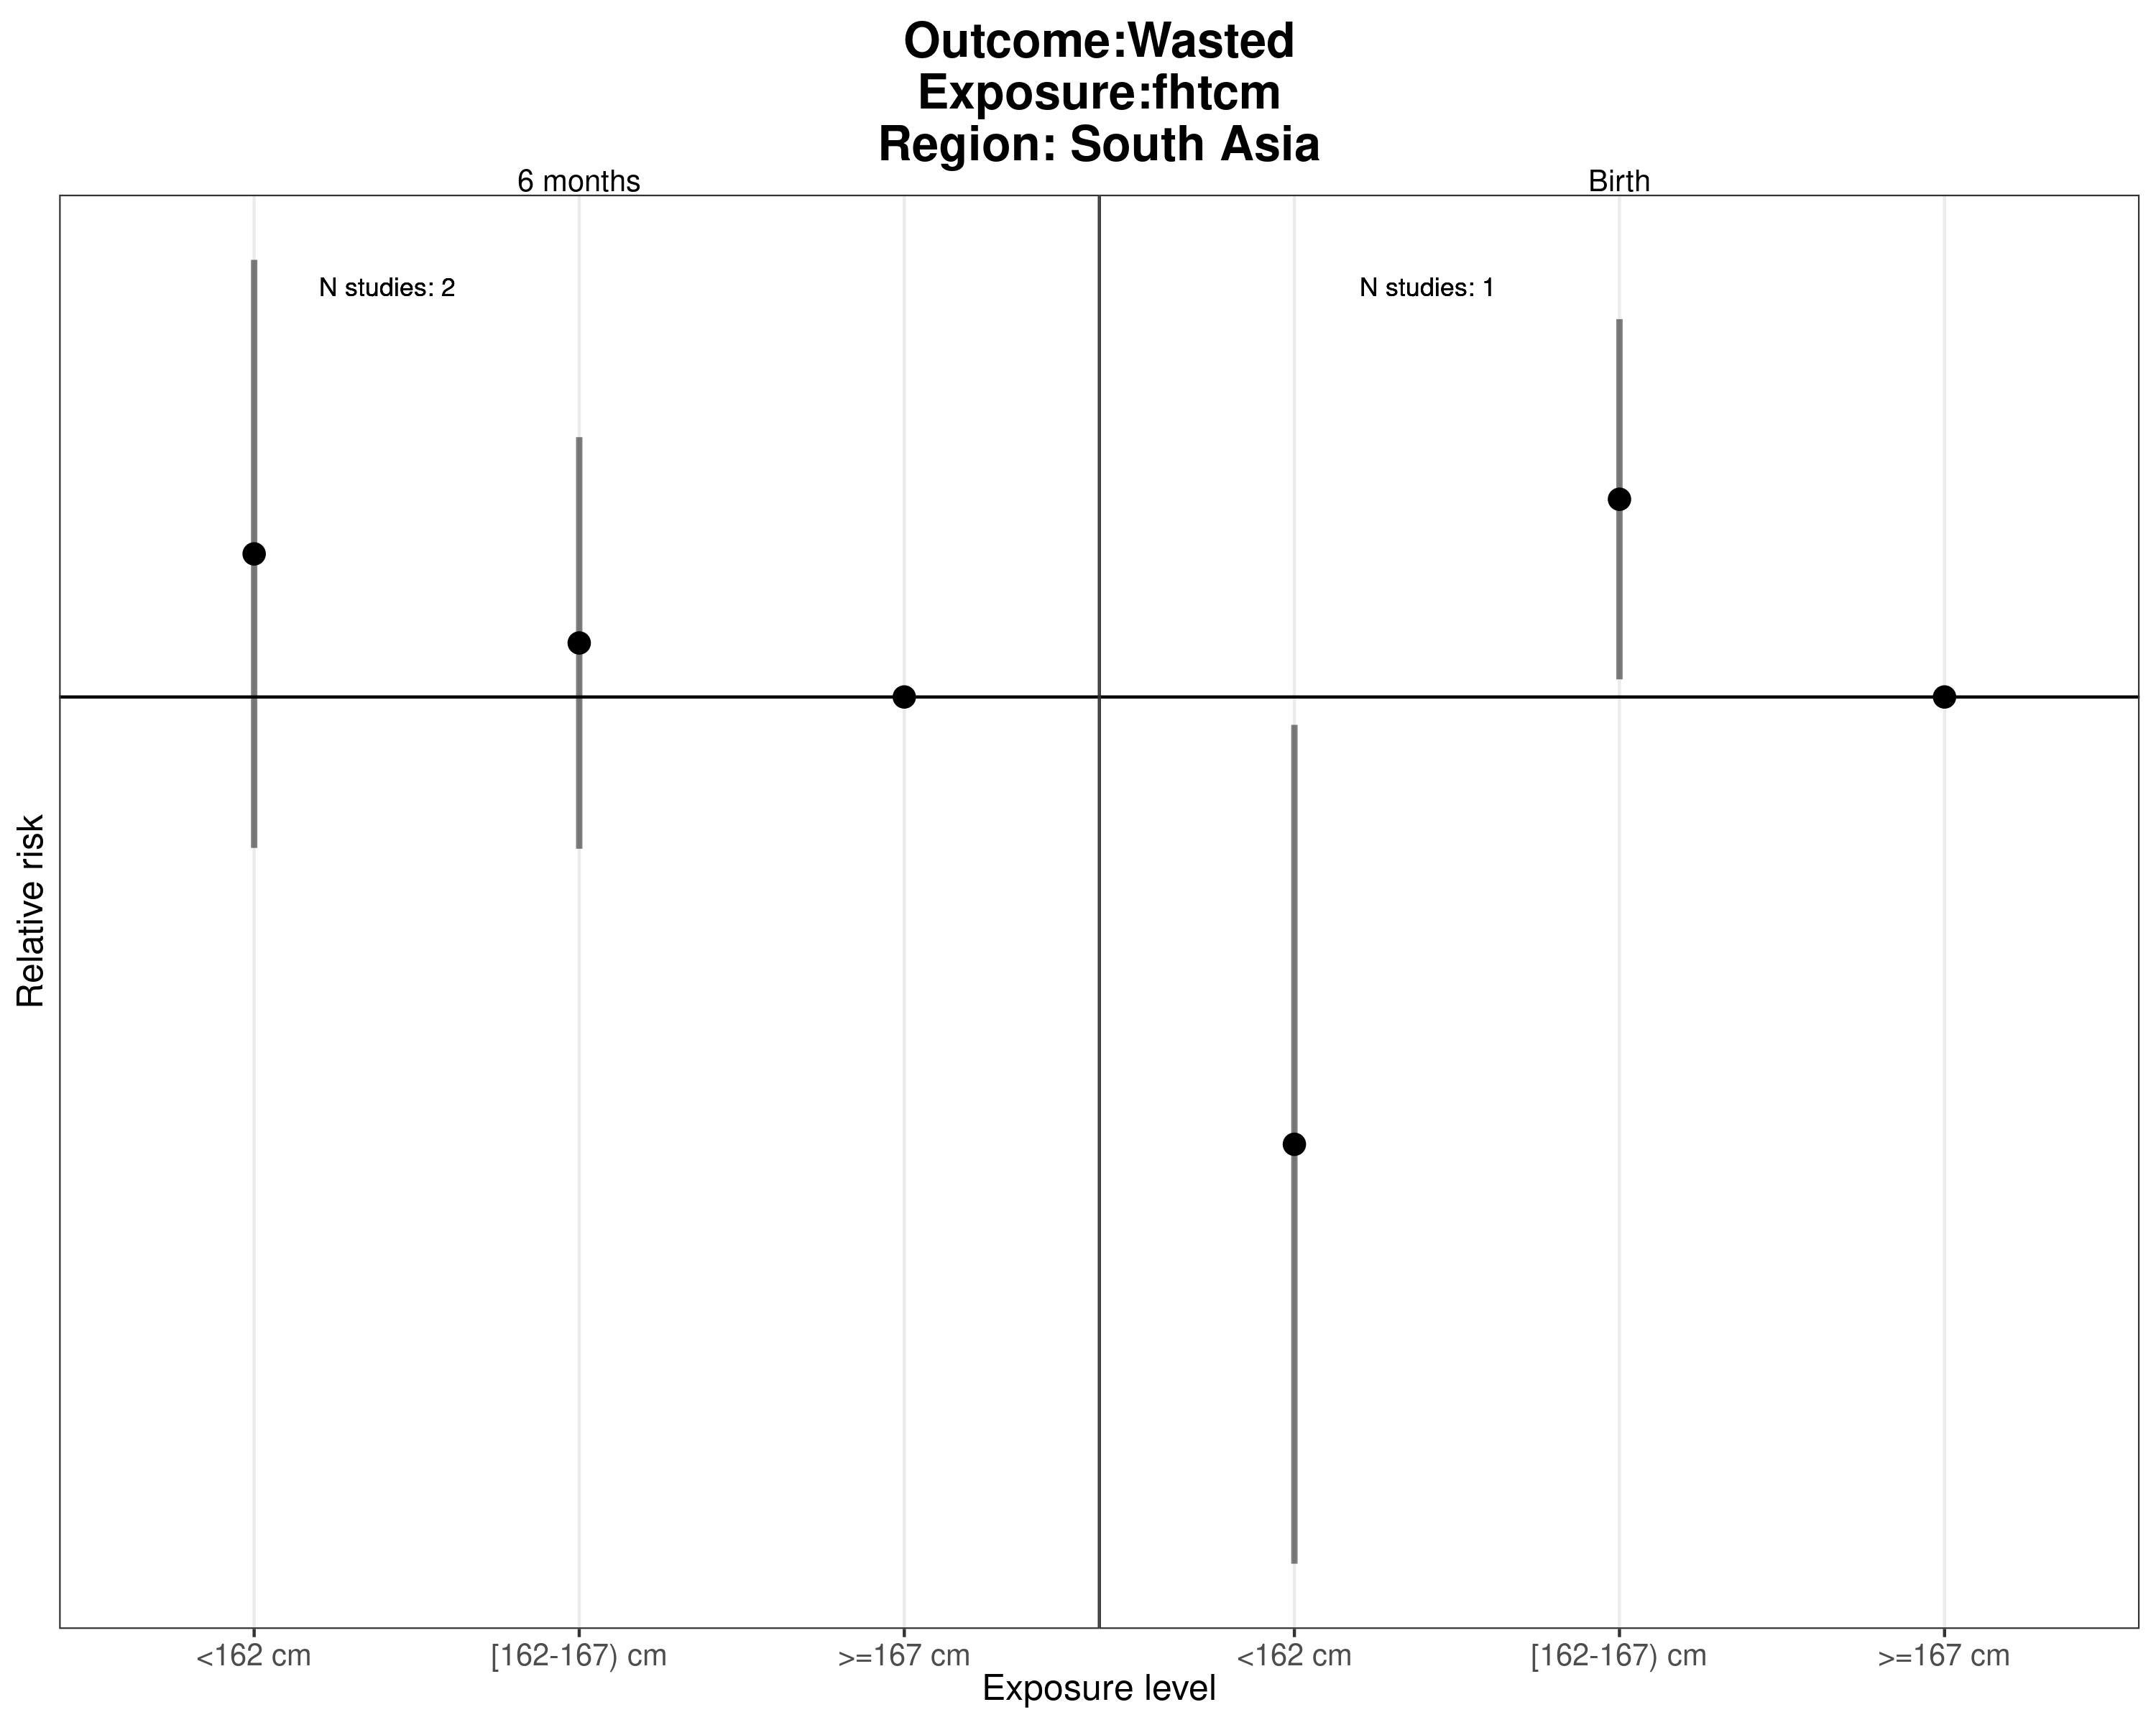 Outcome:Wasted
Exposure:fhtcm
Region: South Asia
6 months
Birth
N studies: 2
N studies: 1
Relative risk
<162 cm
[162-167) cm
>=167 cm
<162 cm
[162-167) cm
>=167 cm
Exposure level